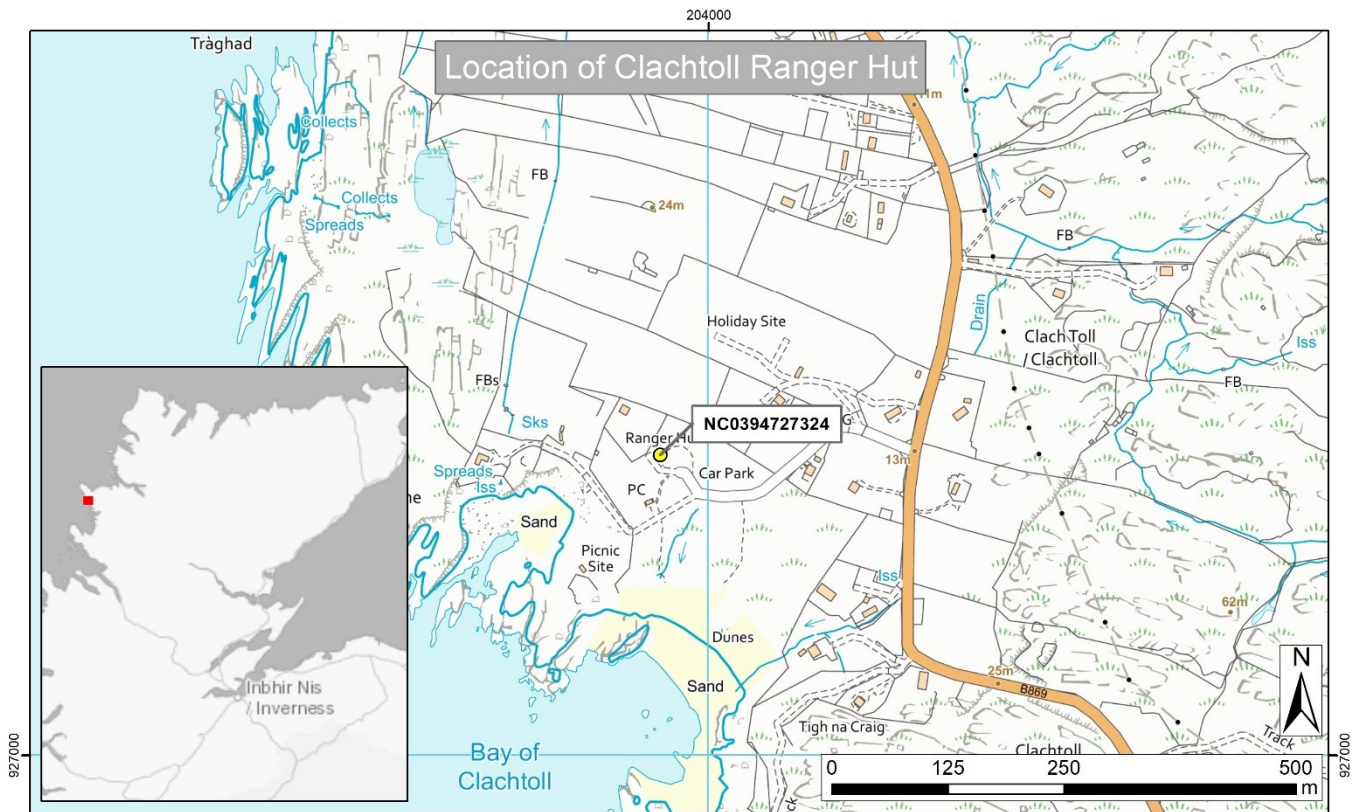 204000
Tràghad
Location of Clachtoll Ranger Hut
1m
Collects
FB
Collects
Spreads
24m
FB
Drain
Holiday Site
Clach Toll
/ Clachtoll
Iss
FBs
FB
Sks
NC0394727324
G
Ranger Hu
13m
Spreads
Iss
Car Park
PC
Sand
Picnic
Site
Iss
62m
Dunes
Sand
25m
B869
N
Inbhir Nis
/ Inverness
Tigh na Craig
Track
927000
Bay of
Clachtoll
Clachtoll
927000
0 125 250 500
m